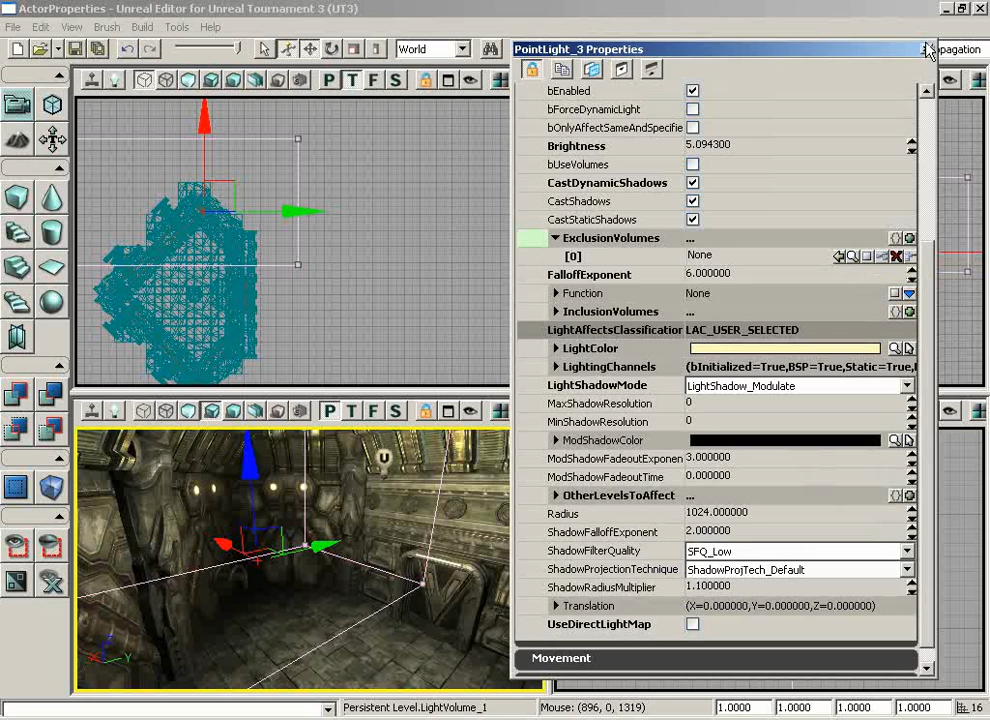 ActorProperties - Unreal Editor for Unreal Tournament 3 (UT3)
File Edit View Brush Build Tools Help
World
PointLight_3 Properties
pagation
P T F S
P T F S
bEnabled
bForceDynamicLight
bOnlyAffectSameAndSpecifie
Brightness 5.094300
bUseVolumes
CastDynamicShadows
CastShadows
CastStaticShadows
ExclusionVolumes ...
[0] None
FalloffExponent 6.000000
Function None
InclusionVolumes ...
LightAffectsClassification LAC_USER_SELECTED
LightColor
LightingChannels (bInitialized=True,BSP=True,Static=True,
LightShadowMode LightShadow_Modulate
MaxShadowResolution 0
MinShadowResolution 0
ModShadowColor
ModShadowFadeoutExponen 3.000000
ModShadowFadeoutTime 0.000000
OtherLevelsToAffect ...
Radius 1024.000000
ShadowFalloffExponent 2.000000
ShadowFilterQuality SFQ_Low
ShadowProjectionTechnique ShadowProjTech_Default
ShadowRadiusMultiplier 1.100000
Translation (X=0.000000,Y=0.000000,Z=0.000000)
UseDirectLightMap
Movement
Z
X
Y
Persistent Level.LightVolume_1 Mouse: (896, 0, 1319) 1.0000 1.0000 1.0000 1.0000 16